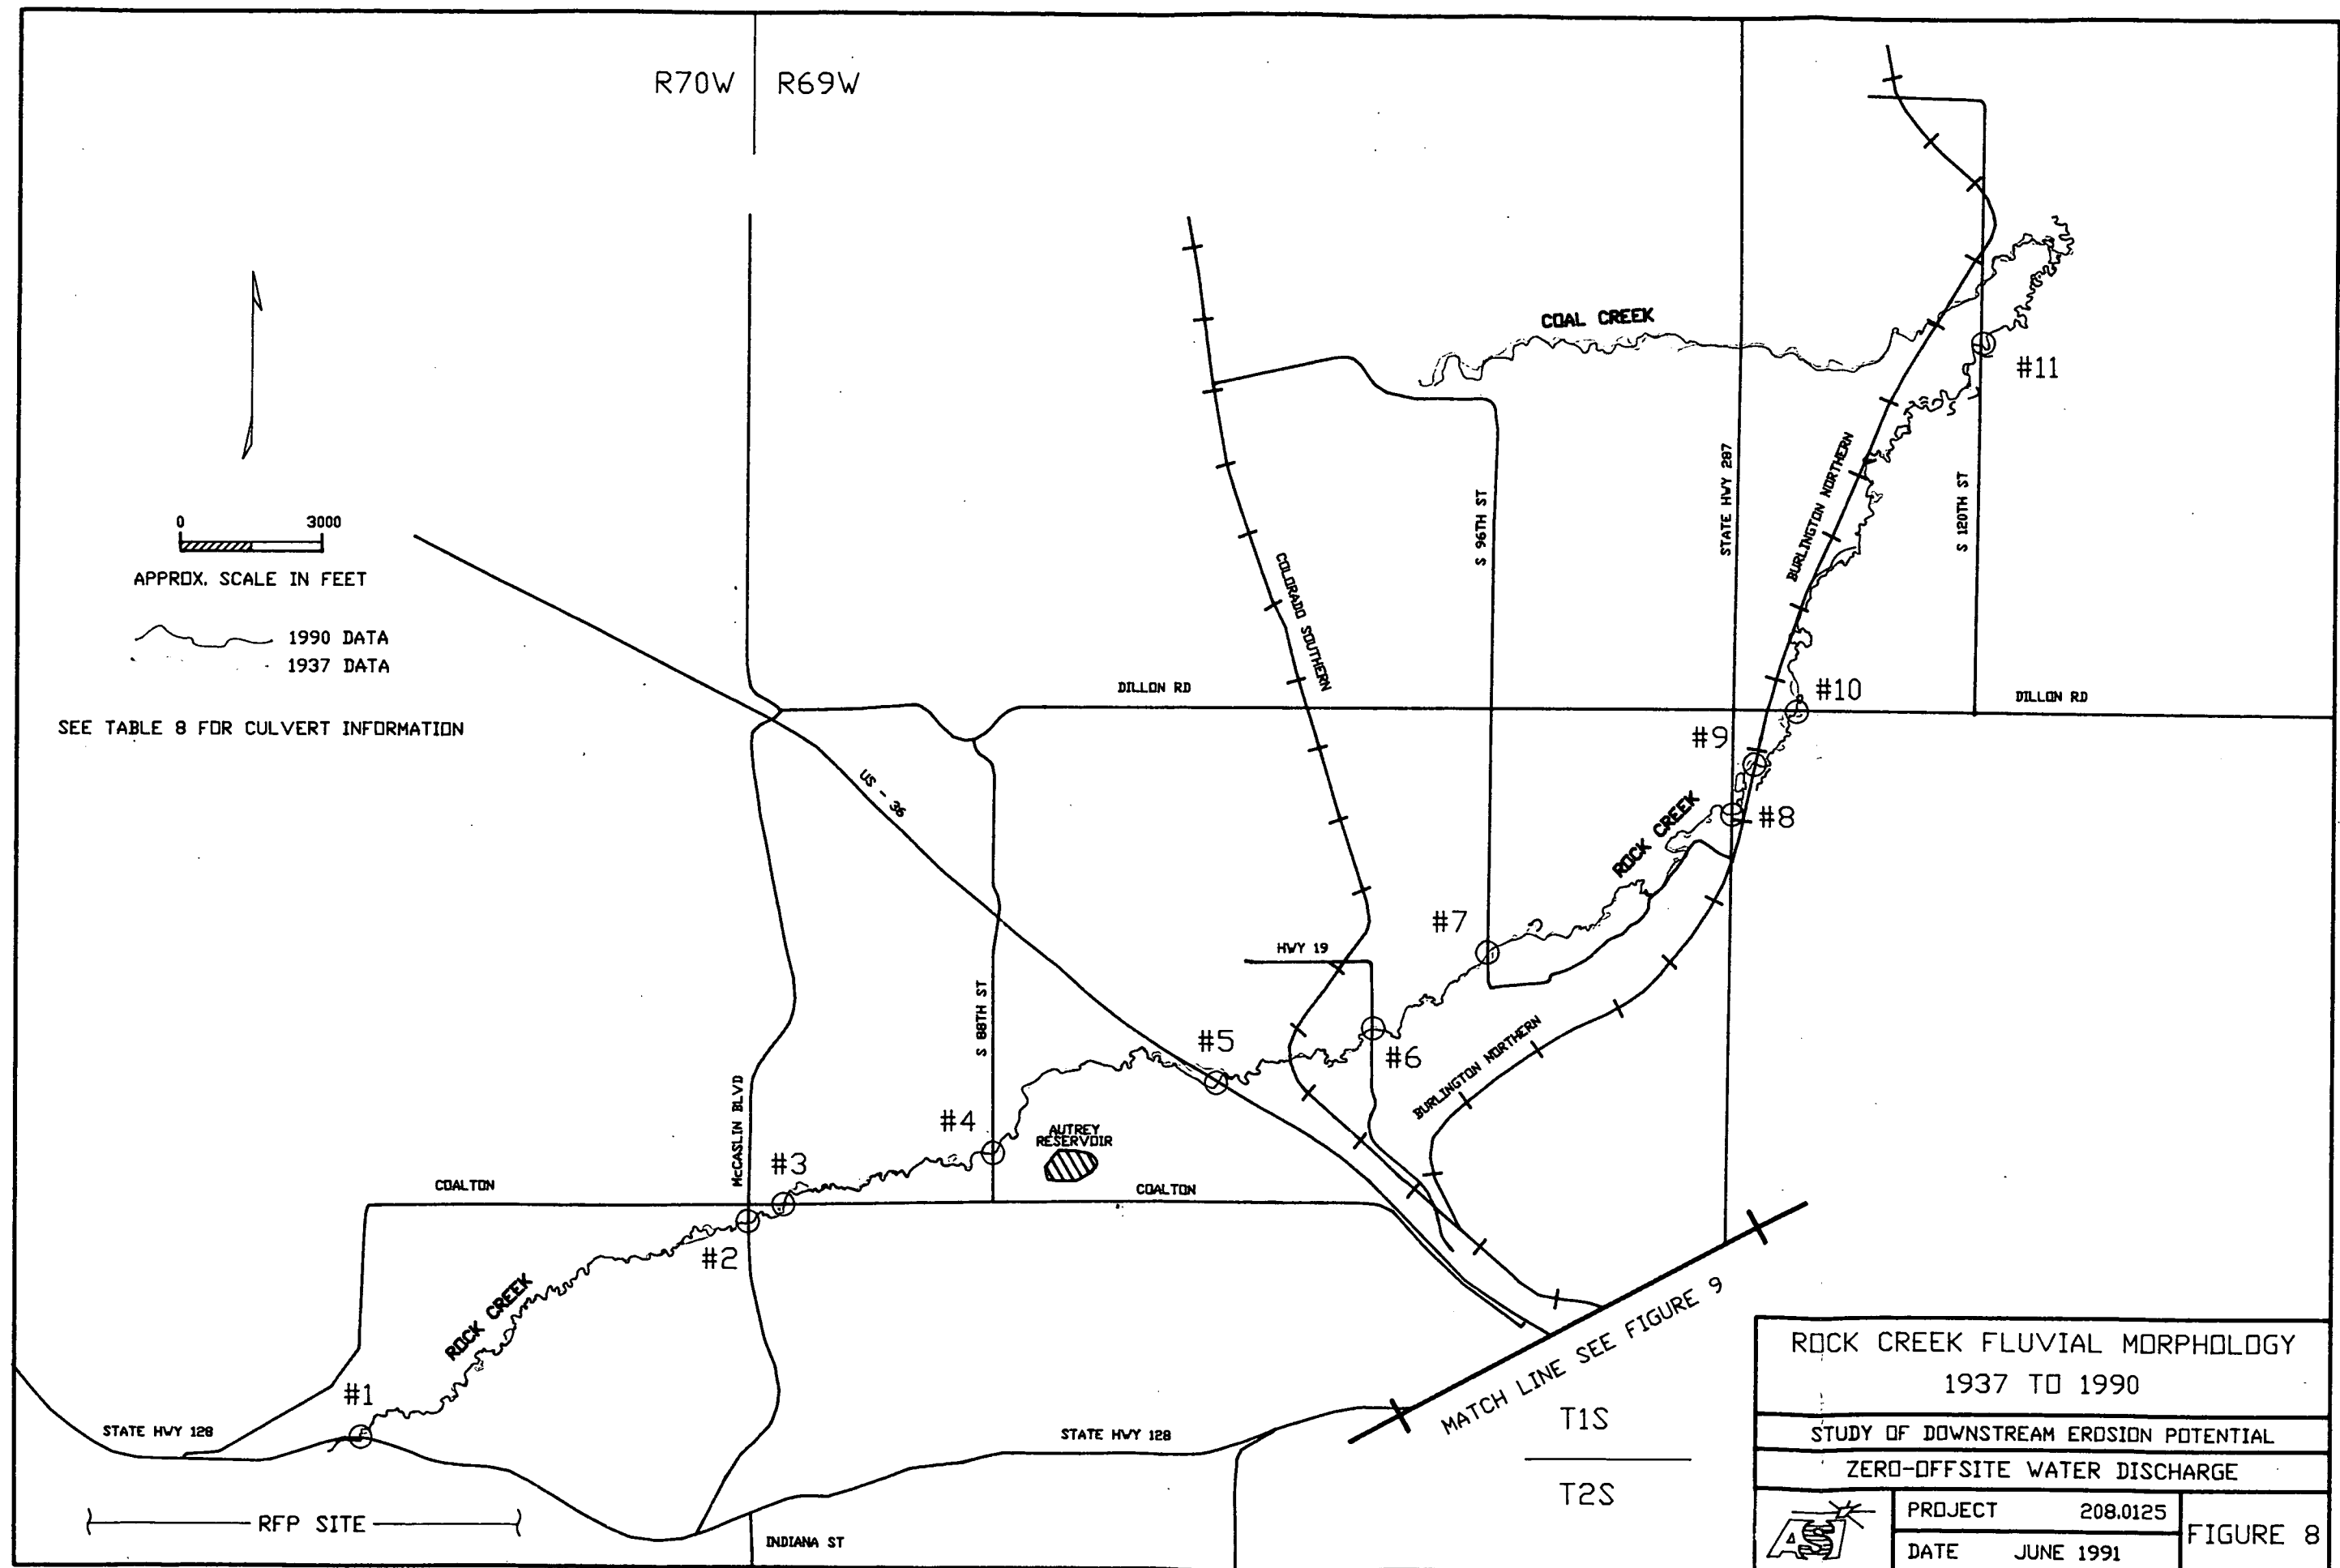 R70W
R69W
COAL CREEK
#11
0
3000
APPROX. SCALE IN FEET
1990 DATA
1937 DATA
SEE TABLE 8 FOR CULVERT INFORMATION
S 96TH ST
STATE HWY 287
BURLINGTON NORTHERN
S 120TH ST
COLORADO SOUTHERN
DILLON RD
#10
DILLON RD
#9
US - 36
ROCK CREEK
#8
#7
HWY 19
S 88TH ST
#5
#6
BURLINGTON NORTHERN
McCASLIN BLVD
#4
AUTREY
RESERVOIR
#3
COALTON
COALTON
#2
ROCK CREEK
#1
STATE HWY 128
STATE HWY 128
MATCH LINE SEE FIGURE 9
T1S
T2S
RFP SITE
INDIANA ST
ROCK CREEK FLUVIAL MORPHOLOGY
1937 TO 1990
STUDY OF DOWNSTREAM EROSION POTENTIAL
ZERO-OFFSITE WATER DISCHARGE
ASI
PROJECT 208.0125
DATE JUNE 1991
FIGURE 8